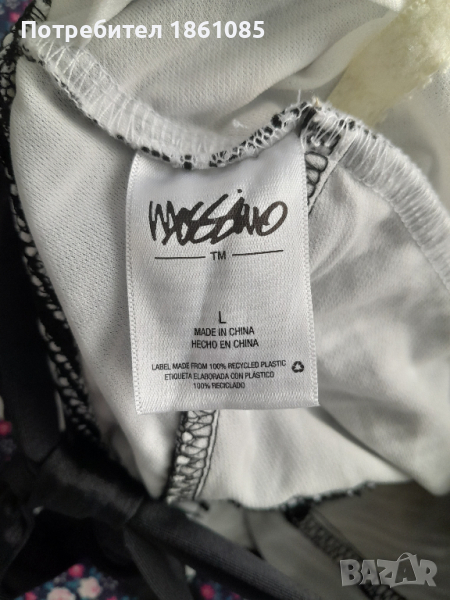 Потребител 1861085
mossimo
TM
L
MADE IN CHINA
HECHO EN CHINA
LABEL MADE FROM 100% RECYCLED PLASTIC
ETIQUETA ELABORADA CON PLÁSTICO
100% RECICLADO
BAZAR